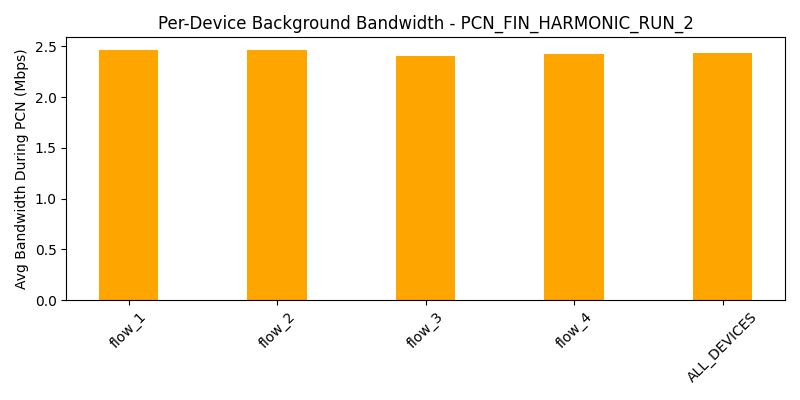 Per-Device Background Bandwidth - PCN_FIN_HARMONIC_RUN_2
Avg Bandwidth During PCN (Mbps)
2.5
2.0
1.5
1.0
0.5
0.0
flow_1
flow_2
flow_3
flow_4
ALL_DEVICES